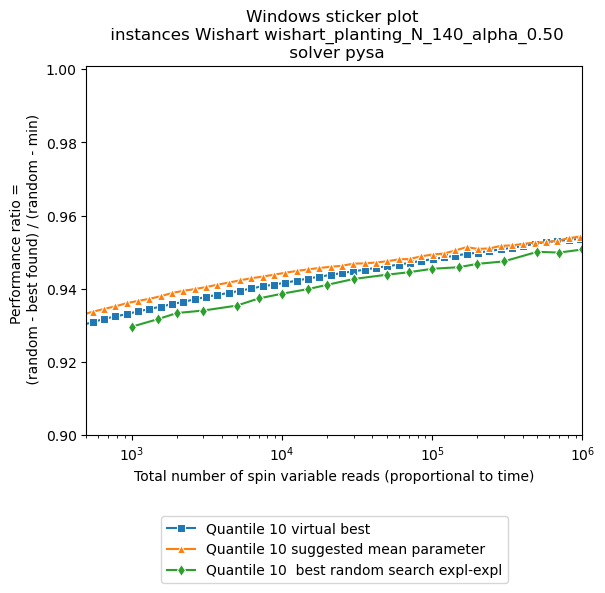 Windows sticker plot
instances Wishart wishart_planting_N_140_alpha_0.50
solver pysa
1.00
0.98
0.96
0.94
0.92
0.90
Performance ratio =
(random - best found) / (random - min)
10³
10⁴
10⁵
10⁶
Total number of spin variable reads (proportional to time)
Quantile 10 virtual best
Quantile 10 suggested mean parameter
Quantile 10  best random search expl-expl